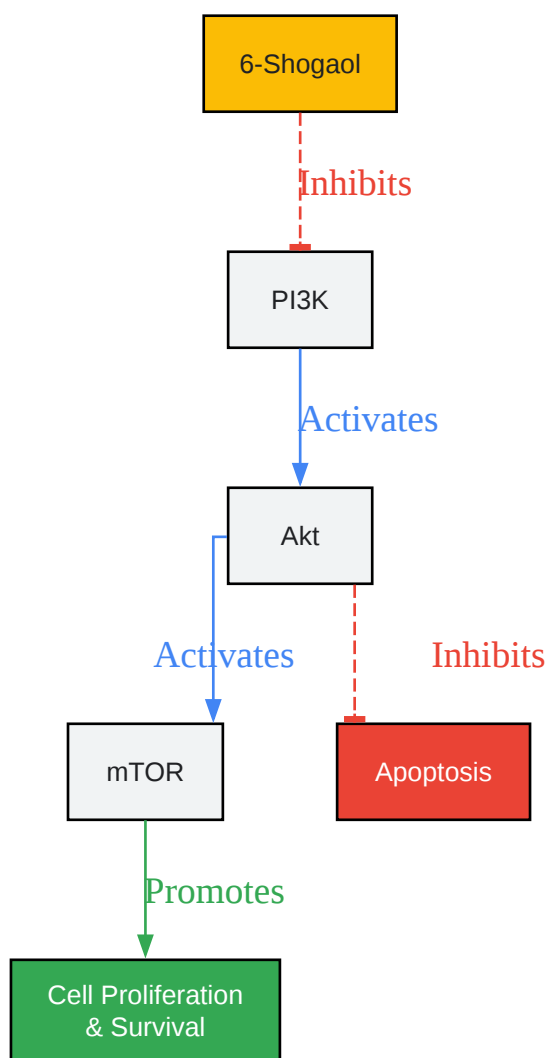 6-Shogaol
Inhibits
PI3K
Activates
Akt
Activates
Inhibits
mTOR
Apoptosis
Promotes
Cell Proliferation
& Survival